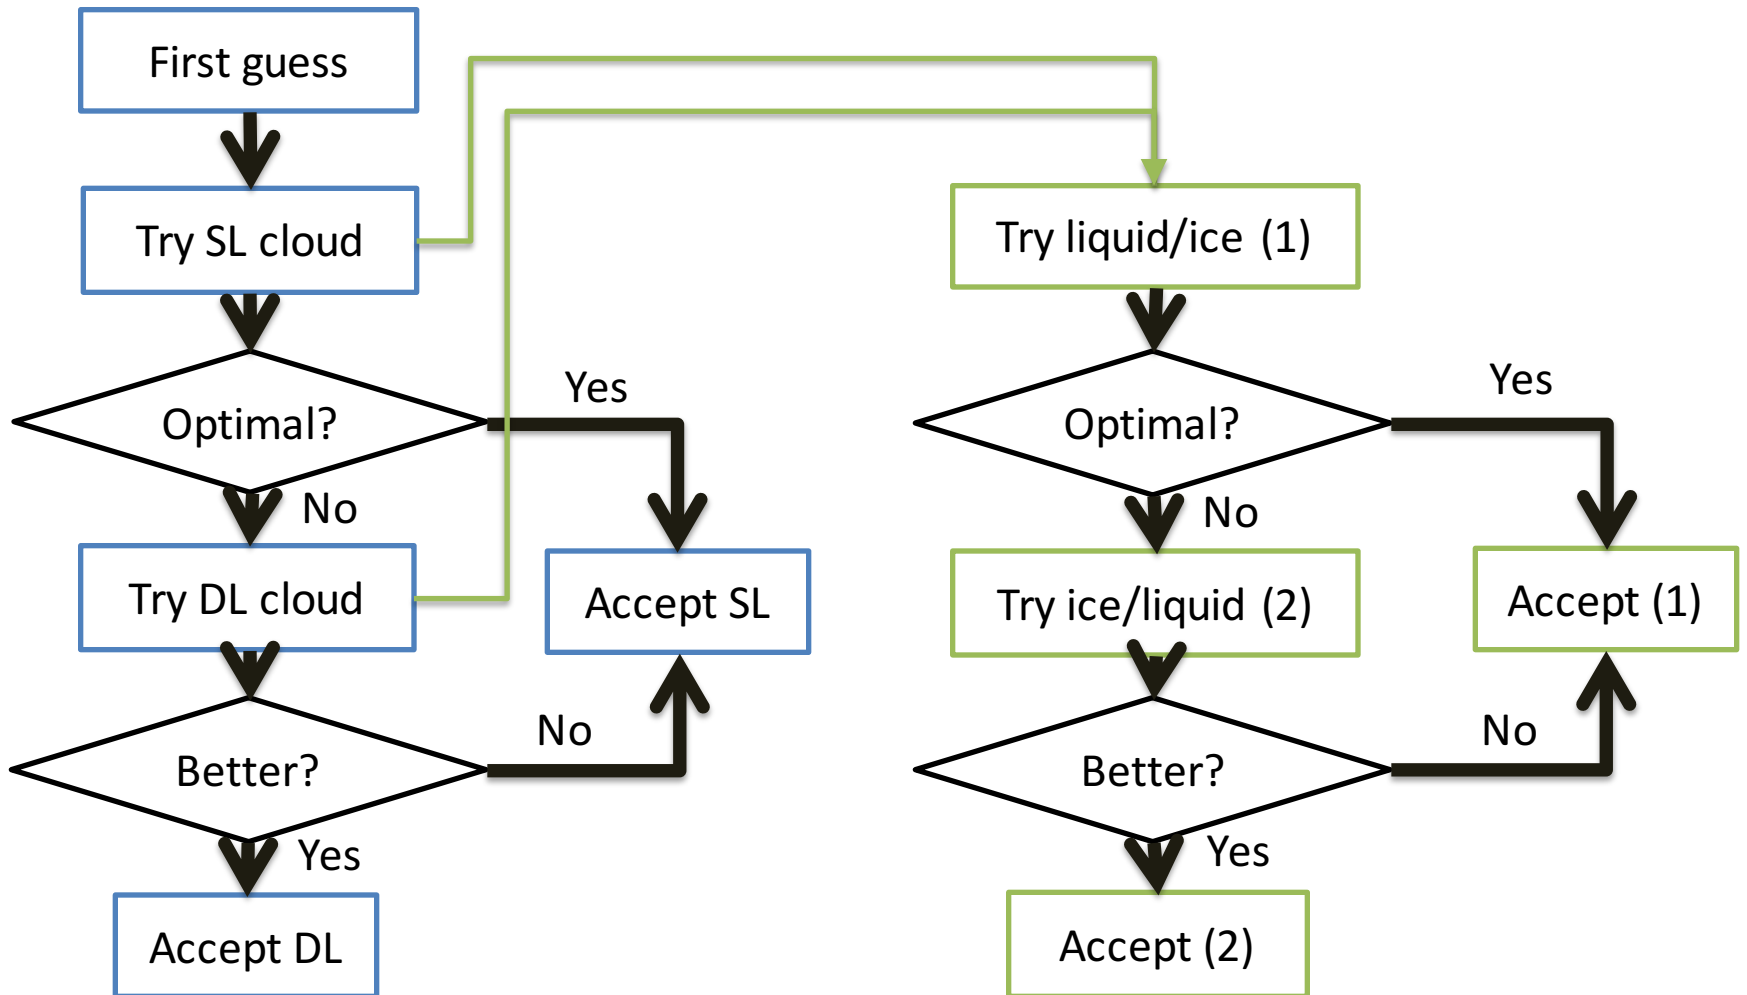 First guess
Try SL cloud
Optimal?
Yes
No
Try DL cloud
Accept SL
Better?
No
Yes
Accept DL
Try liquid/ice (1)
Optimal?
Yes
No
Try ice/liquid (2)
Accept (1)
Better?
No
Yes
Accept (2)